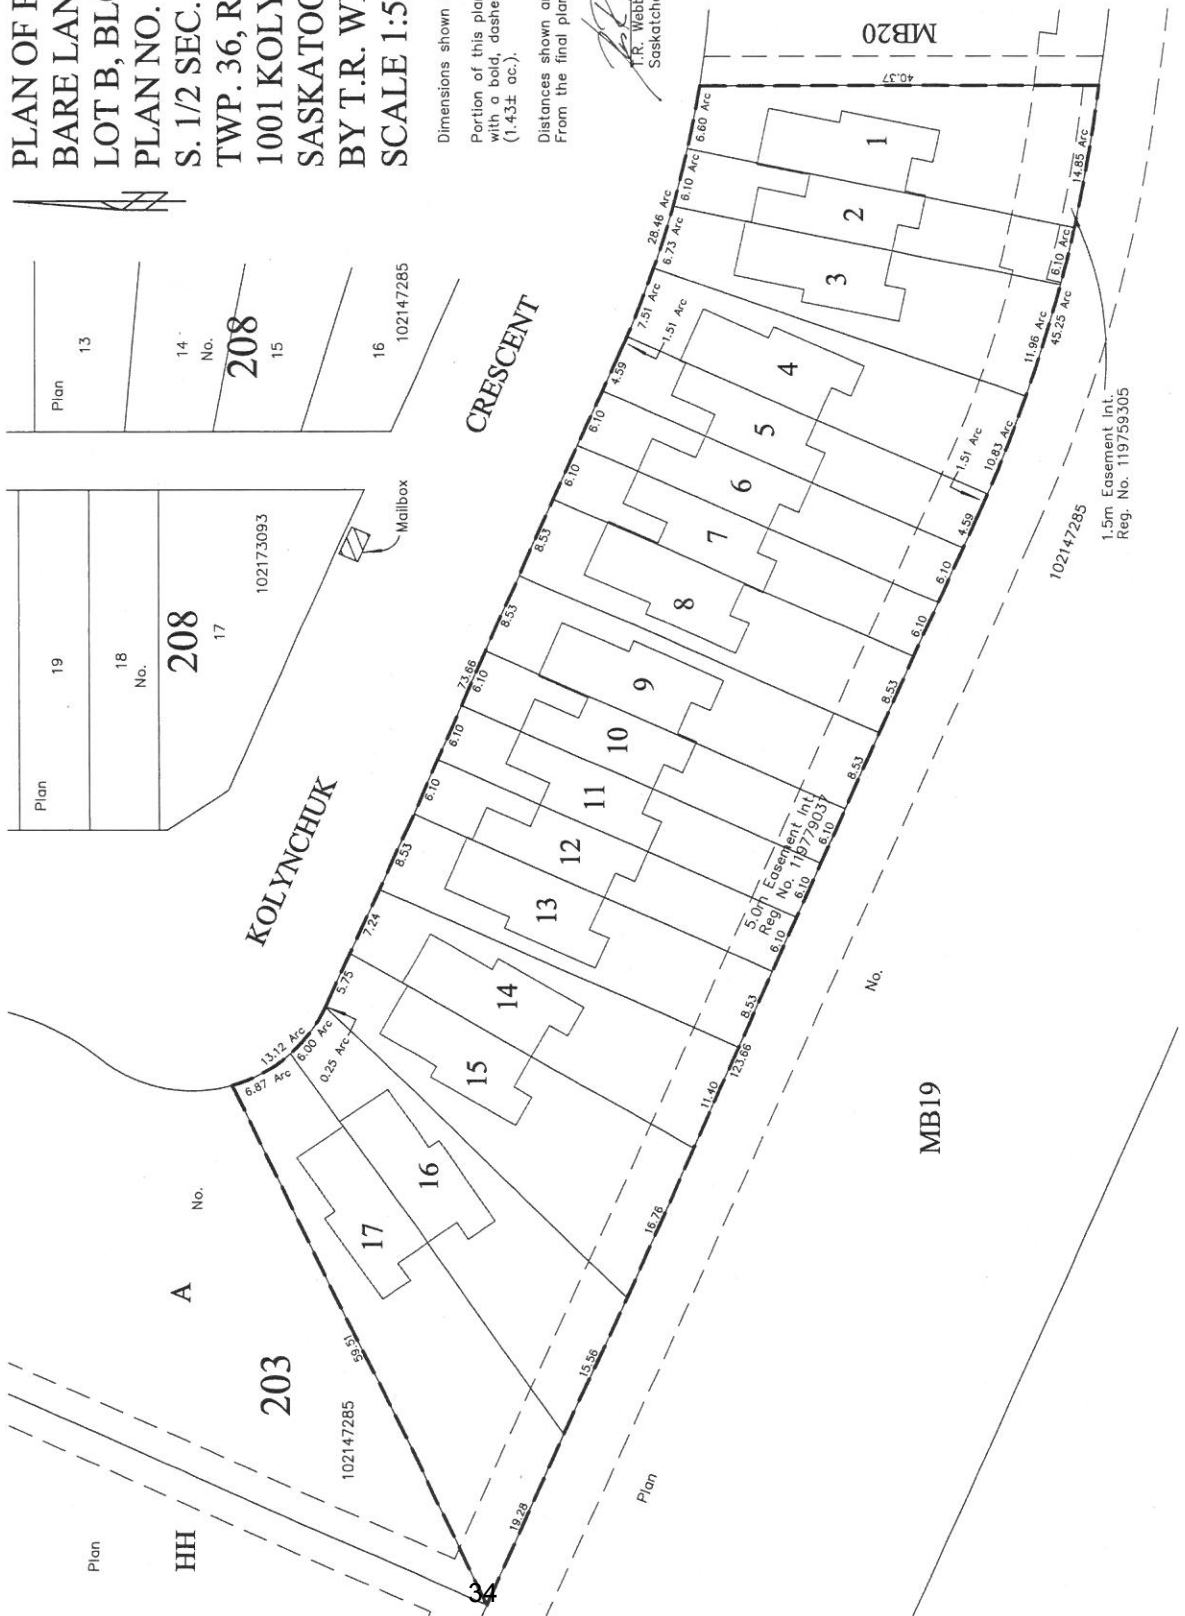 PLAN OF
BARE LAN
LOT B, BLO
PLAN NO.
S. 1/2 SEC.
TWP. 36, R
1001 KOLY
SASKATOO
BY T.R. W
SCALE 1:5
Dimensions shown
Portion of this plan
with a bold, dashe
(1.43± ac.).
Distances shown a
From the final plan
T.R. Webb
Saskatche
MB20
40.37
Plan
13
14
No.
208
15
16
102147285
CRESCENT
Plan
19
18
No.
208
17
102173093
Mailbox
KOLYNCHUK
6.60 Arc
6.10 Arc
28.46 Arc
6.73 Arc
7.51 Arc
1.51 Arc
4.59
6.10
6.10
8.53
8.53
73.66
6.10
6.10
6.10
8.53
7.24
5.75
13.12 Arc
6.00 Arc
0.25 Arc
6.87 Arc
1
2
3
4
5
6
7
8
9
10
11
12
13
14
15
16
17
14.85 Arc
6.10 Arc
45.25 Arc
11.96 Arc
10.83 Arc
1.51 Arc
4.59
6.10
6.10
8.53
8.53
6.10
6.10
6.10
8.53
123.66
11.40
16.76
15.56
19.28
59.51
1.5m Easement Int.
Reg. No. 119759305
5.0m Easement Int.
Reg. No. 119779037
102147285
No.
Plan
MB19
No.
A
203
102147285
Plan
HH
34